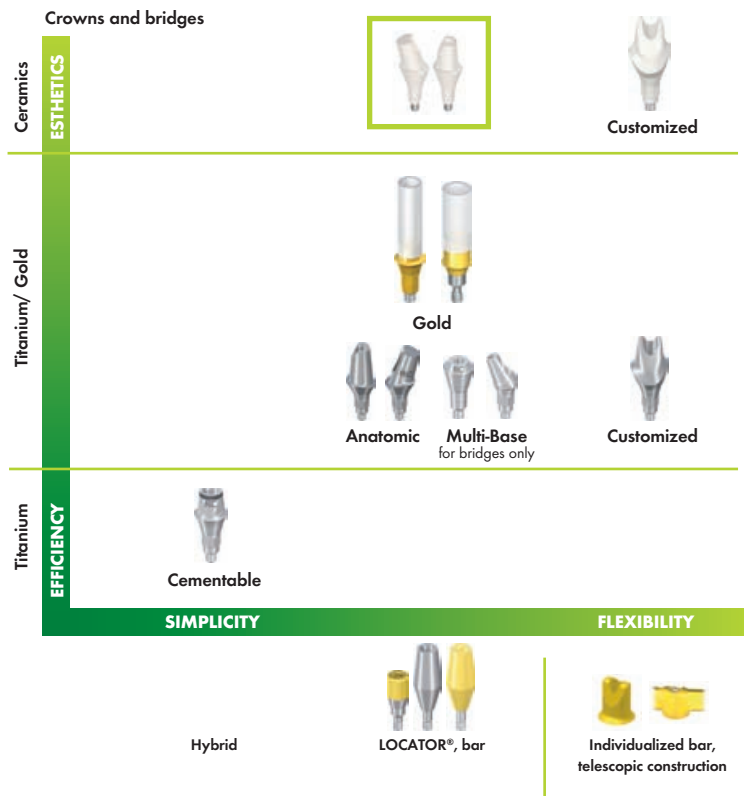 Crowns and bridges
Ceramics
ESTHETICS
Customized
Titanium/ Gold
Gold
Anatomic
Multi-Base
for bridges only
Customized
Titanium
EFFICIENCY
Cementable
SIMPLICITY
FLEXIBILITY
Hybrid
LOCATOR®, bar
Individualized bar,
telescopic construction